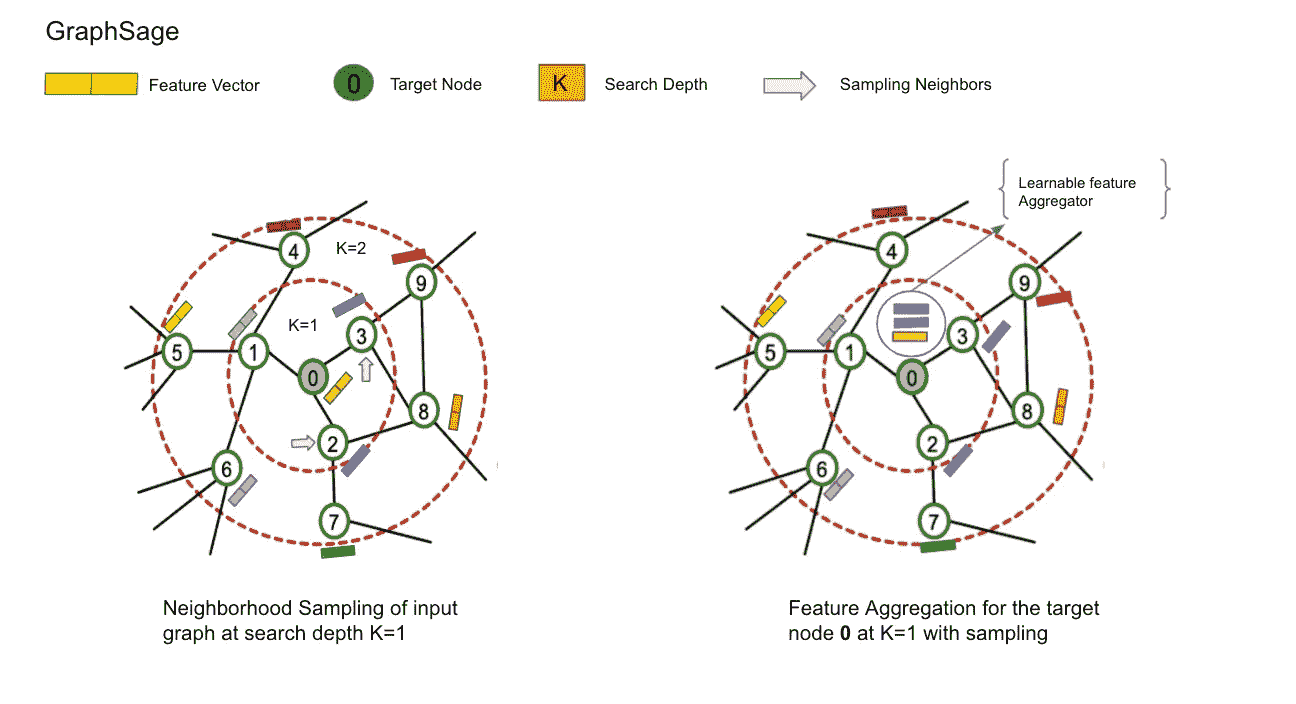 GraphSage
Feature Vector
0
Target Node
K
Search Depth
Sampling Neighbors
Learnable feature
Aggregator
4
K=2
9
K=1
3
5
1
0
8
2
6
7
4
9
3
5
1
0
8
2
6
7
Neighborhood Sampling of input
graph at search depth K=1
Feature Aggregation for the target
node 0 at K=1 with sampling